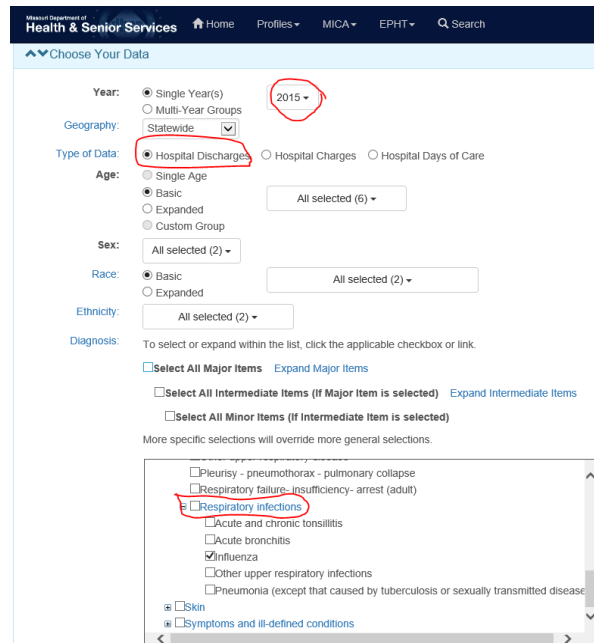 Missouri Department of
Health & Senior Services Home Profiles MICA EPHT Search
Choose Your Data
Year: Single Year(s) 2015
Multi-Year Groups
Geography: Statewide
Type of Data: Hospital Discharges Hospital Charges Hospital Days of Care
Age: Single Age
Basic All selected (6)
Expanded
Custom Group
Sex: All selected (2)
Race: Basic All selected (2)
Expanded
Ethnicity: All selected (2)
Diagnosis: To select or expand within the list, click the applicable checkbox or link.
Select All Major Items Expand Major Items
Select All Intermediate Items (If Major Item is selected) Expand Intermediate Items
Select All Minor Items (If Intermediate Item is selected)
More specific selections will override more general selections.
Other upper respiratory disease
Pleurisy - pneumothorax - pulmonary collapse
Respiratory failure- insufficiency- arrest (adult)
Respiratory infections
Acute and chronic tonsillitis
Acute bronchitis
Influenza
Other upper respiratory infections
Pneumonia (except that caused by tuberculosis or sexually transmitted disease
Skin
Symptoms and ill-defined conditions